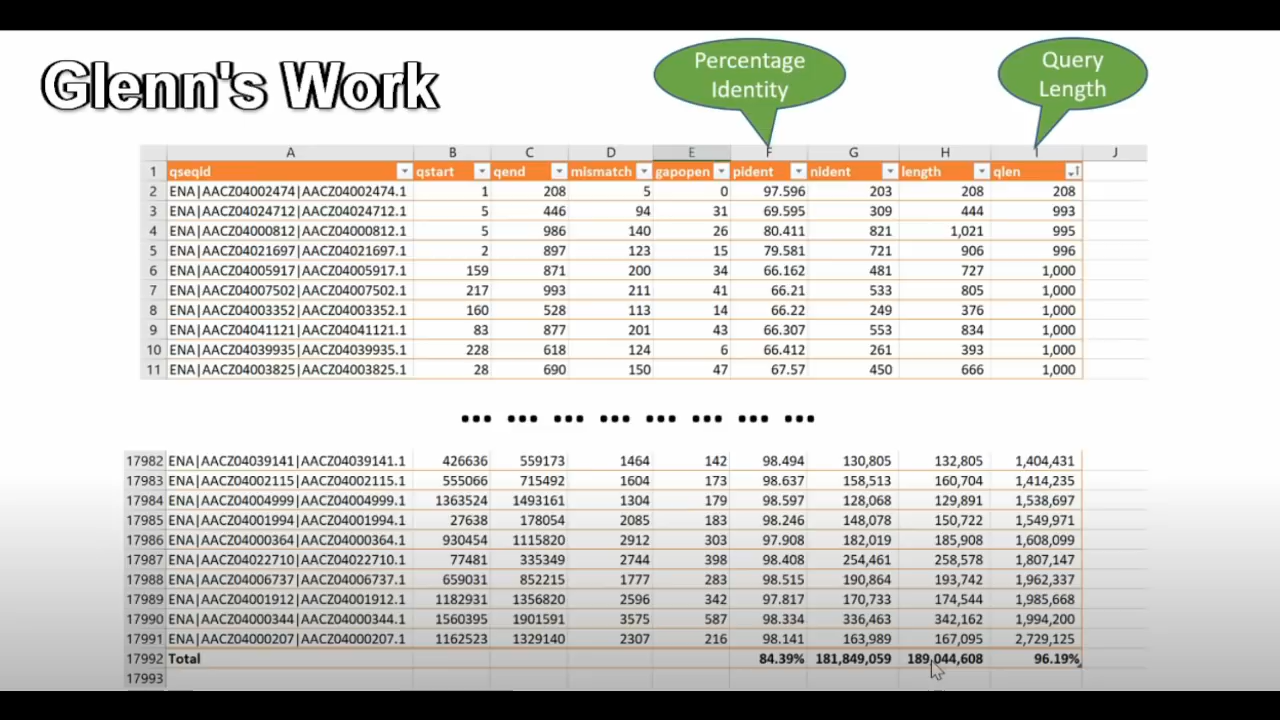 Glenn's Work
Percentage
Identity
Query
Length
A B C D E F G H I J
1 qseqid qstart qend mismatch gapopen pident nident length qlen
2 ENA|AACZ04002474|AACZ04002474.1 1 208 5 0 97.596 203 208 208
3 ENA|AACZ04024712|AACZ04024712.1 5 446 94 31 69.595 309 444 993
4 ENA|AACZ04000812|AACZ04000812.1 5 986 140 26 80.411 821 1,021 995
5 ENA|AACZ04021697|AACZ04021697.1 2 897 123 15 79.581 721 906 996
6 ENA|AACZ04005917|AACZ04005917.1 159 871 200 34 66.162 481 727 1,000
7 ENA|AACZ04007502|AACZ04007502.1 217 993 211 41 66.21 533 805 1,000
8 ENA|AACZ04003352|AACZ04003352.1 160 528 113 14 66.22 249 376 1,000
9 ENA|AACZ04041121|AACZ04041121.1 83 877 201 43 66.307 553 834 1,000
10 ENA|AACZ04039935|AACZ04039935.1 228 618 124 6 66.412 261 393 1,000
11 ENA|AACZ04003825|AACZ04003825.1 28 690 150 47 67.57 450 666 1,000
... ... ... ... ... ... ... ...
17982 ENA|AACZ04039141|AACZ04039141.1 426636 559173 1464 142 98.494 130,805 132,805 1,404,431
17983 ENA|AACZ04002115|AACZ04002115.1 555066 715492 1604 173 98.637 158,513 160,704 1,414,235
17984 ENA|AACZ04004999|AACZ04004999.1 1363524 1493161 1304 179 98.597 128,068 129,891 1,538,697
17985 ENA|AACZ04001994|AACZ04001994.1 27638 178054 2085 183 98.246 148,078 150,722 1,549,971
17986 ENA|AACZ04000364|AACZ04000364.1 930454 1115820 2912 303 97.908 182,019 185,908 1,608,099
17987 ENA|AACZ04022710|AACZ04022710.1 77481 335349 2744 398 98.408 254,461 258,578 1,807,147
17988 ENA|AACZ04006737|AACZ04006737.1 659031 852215 1777 283 98.515 190,864 193,742 1,962,337
17989 ENA|AACZ04001912|AACZ04001912.1 1182931 1356820 2596 342 97.817 170,733 174,544 1,985,668
17990 ENA|AACZ04000344|AACZ04000344.1 1560395 1901591 3575 587 98.334 336,463 342,162 1,994,200
17991 ENA|AACZ04000207|AACZ04000207.1 1162523 1329140 2307 216 98.141 163,989 167,095 2,729,125
17992 Total 84.39% 181,849,059 189,044,608 96.19%
17993